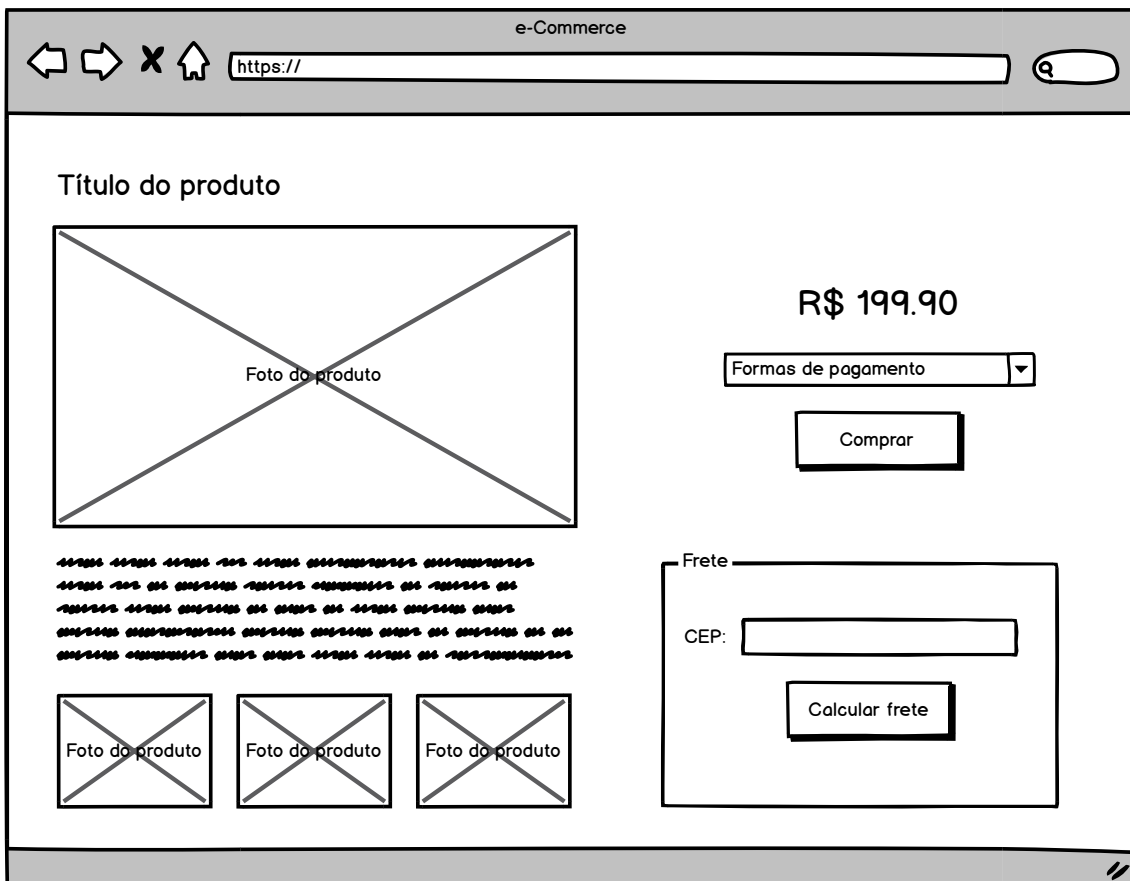 e-Commerce
https://
Título do produto
Foto do produto
R$ 199.90
Formas de pagamento
Comprar
Frete
CEP:
Calcular frete
Foto do produto
Foto do produto
Foto do produto